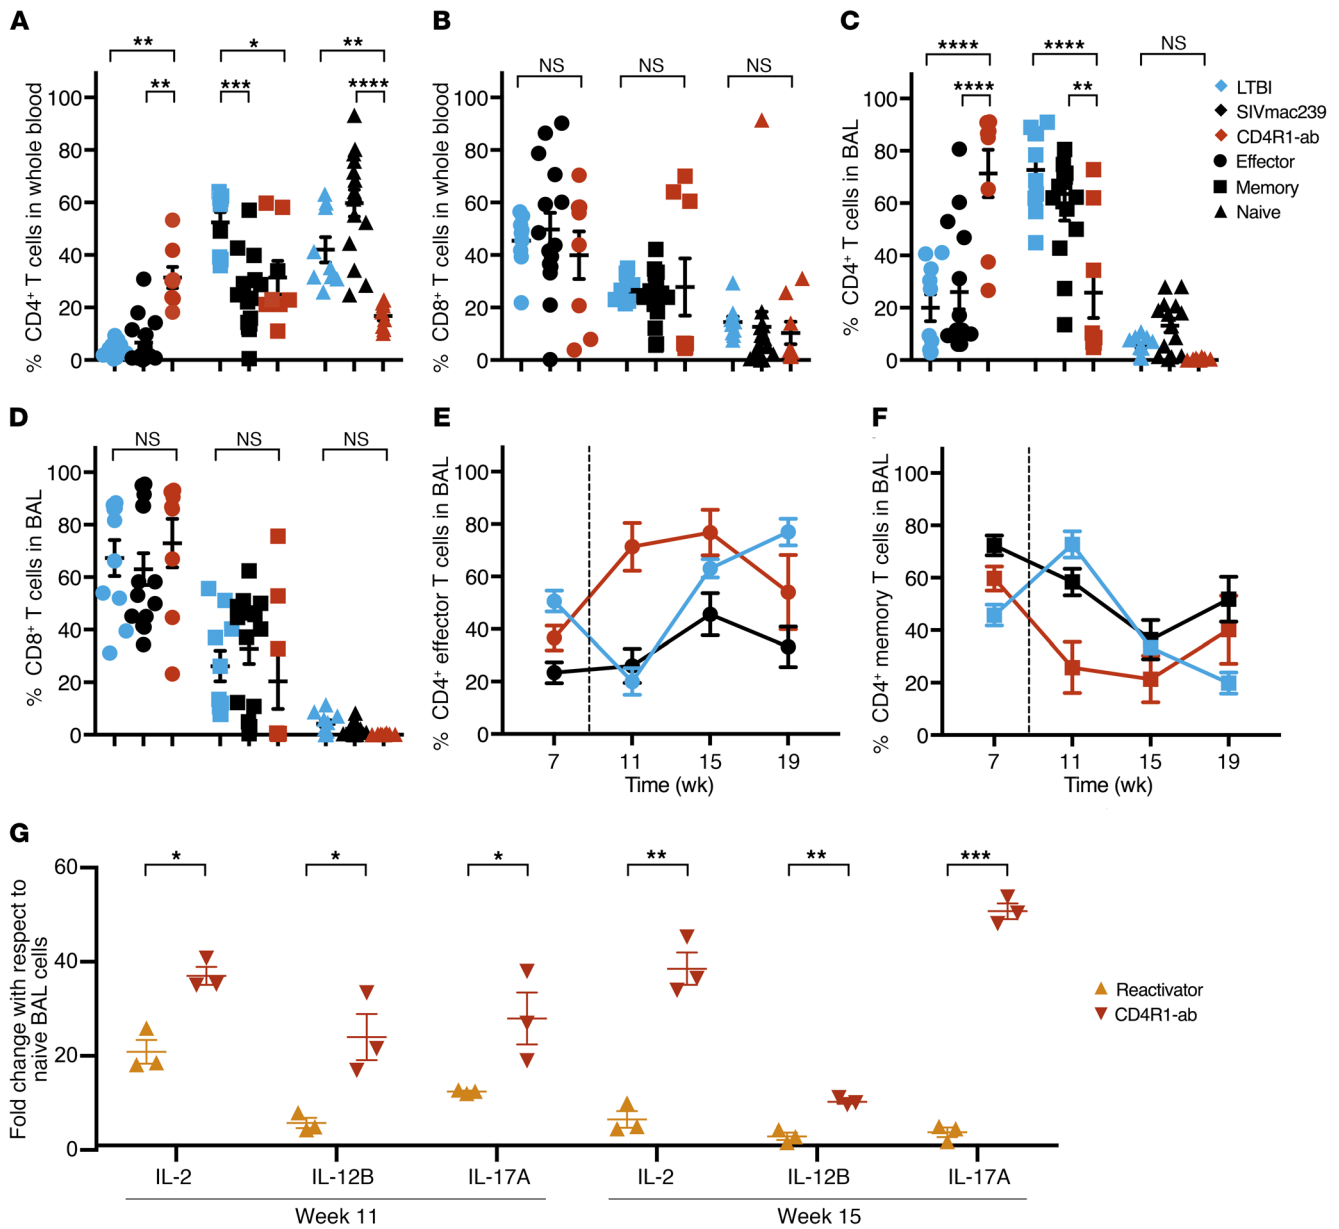 A
% CD4+ T cells in whole blood
100
80
60
40
20
0
**
**
*
***
**
****
B
% CD8+ T cells in whole blood
100
80
60
40
20
0
NS
NS
NS
C
% CD4+ T cells in BAL
100
80
60
40
20
0
****
****
****
**
NS
LTBI
SIVmac239
CD4R1-ab
Effector
Memory
Naive
D
% CD8+ T cells in BAL
100
80
60
40
20
0
NS
NS
NS
E
% CD4+ effector T cells in BAL
100
80
60
40
20
0
7 11 15 19
Time (wk)
F
% CD4+ memory T cells in BAL
100
80
60
40
20
0
7 11 15 19
Time (wk)
G
Fold change with respect to
naive BAL cells
60
40
20
0
* * * ** ** ***
Reactivator
CD4R1-ab
IL-2 IL-12B IL-17A IL-2 IL-12B IL-17A
Week 11 Week 15